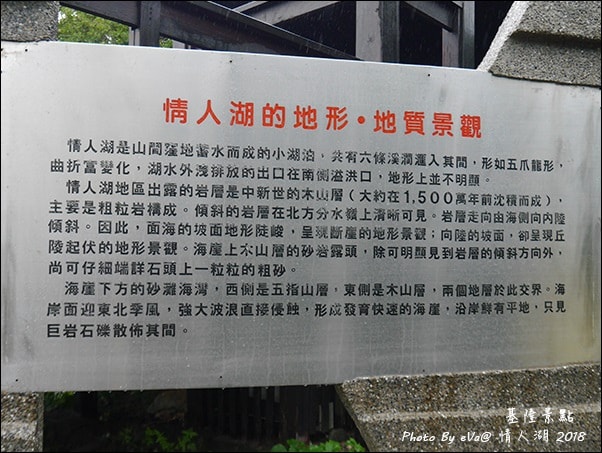 情人湖的地形·地質景觀
情人湖是山間窪地蓄水而成的小湖泊，共有六條溪澗滙入其間，形如五爪龍形，
曲折富變化，湖水外洩排放的出口在南側溢洪口，地形上並不明顯。
情人湖地區出露的岩層是中新世的木山層（大約在1,500萬年前沈積而成），
主要是粗粒岩構成。傾斜的岩層在北方分水嶺上清晰可見。岩層走向由海側向內陸
傾斜。因此，面海的坡面地形陡峻，呈現斷崖的地形景觀；向陸的坡面，卻呈現丘
陵起伏的地形景觀。海崖上木山層的砂岩露頭，除可明顯見到岩層的傾斜方向外，
尚可仔細端詳石頭上一粒粒的粗砂。
海崖下方的砂灘海灣，西側是五指山層，東側是木山層，兩個地層於此交界。海
岸面迎東北季風，強大波浪直接侵蝕，形成發育快速的海崖，沿岸鮮有平地，只見
巨岩石礫散佈其間。
基隆景點
Photo By eVa@ 情人湖 2018